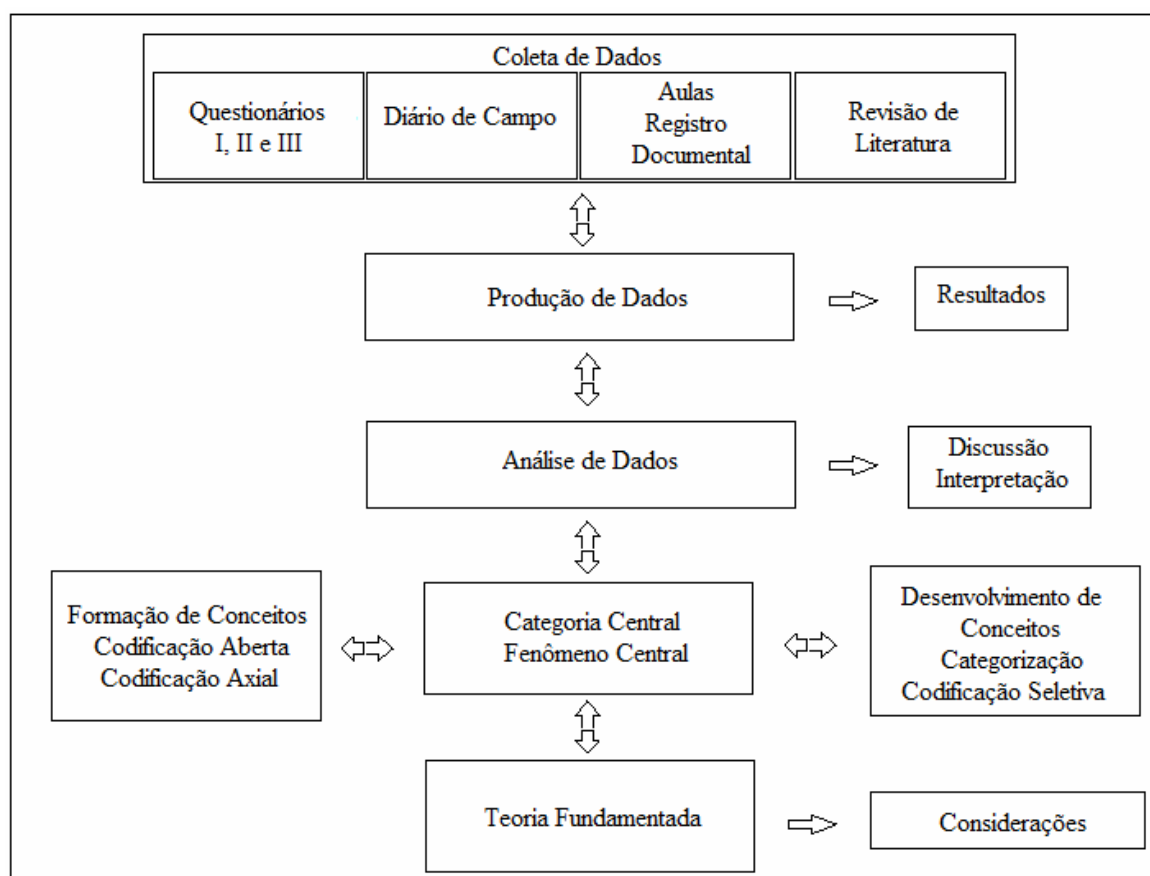 Coleta de Dados
Questionários
I, II e III
Diário de Campo
Aulas
Registro
Documental
Revisão de
Literatura
Produção de Dados
Resultados
Análise de Dados
Discussão
Interpretação
Formação de Conceitos
Codificação Aberta
Codificação Axial
Categoria Central
Fenômeno Central
Desenvolvimento de
Conceitos
Categorização
Codificação Seletiva
Teoria Fundamentada
Considerações